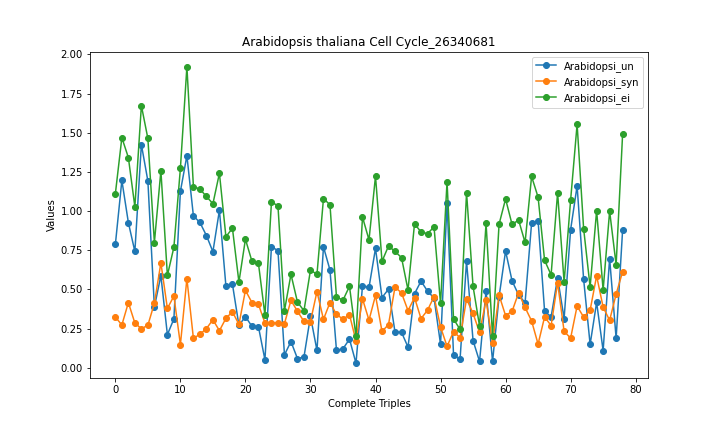 Arabidopsis thaliana Cell Cycle_26340681
Arabidopsi_un
Arabidopsi_syn
Arabidopsi_ei
Values
2.00
1.75
1.50
1.25
1.00
0.75
0.50
0.25
0.00
0 10 20 30 40 50 60 70 80
Complete Triples